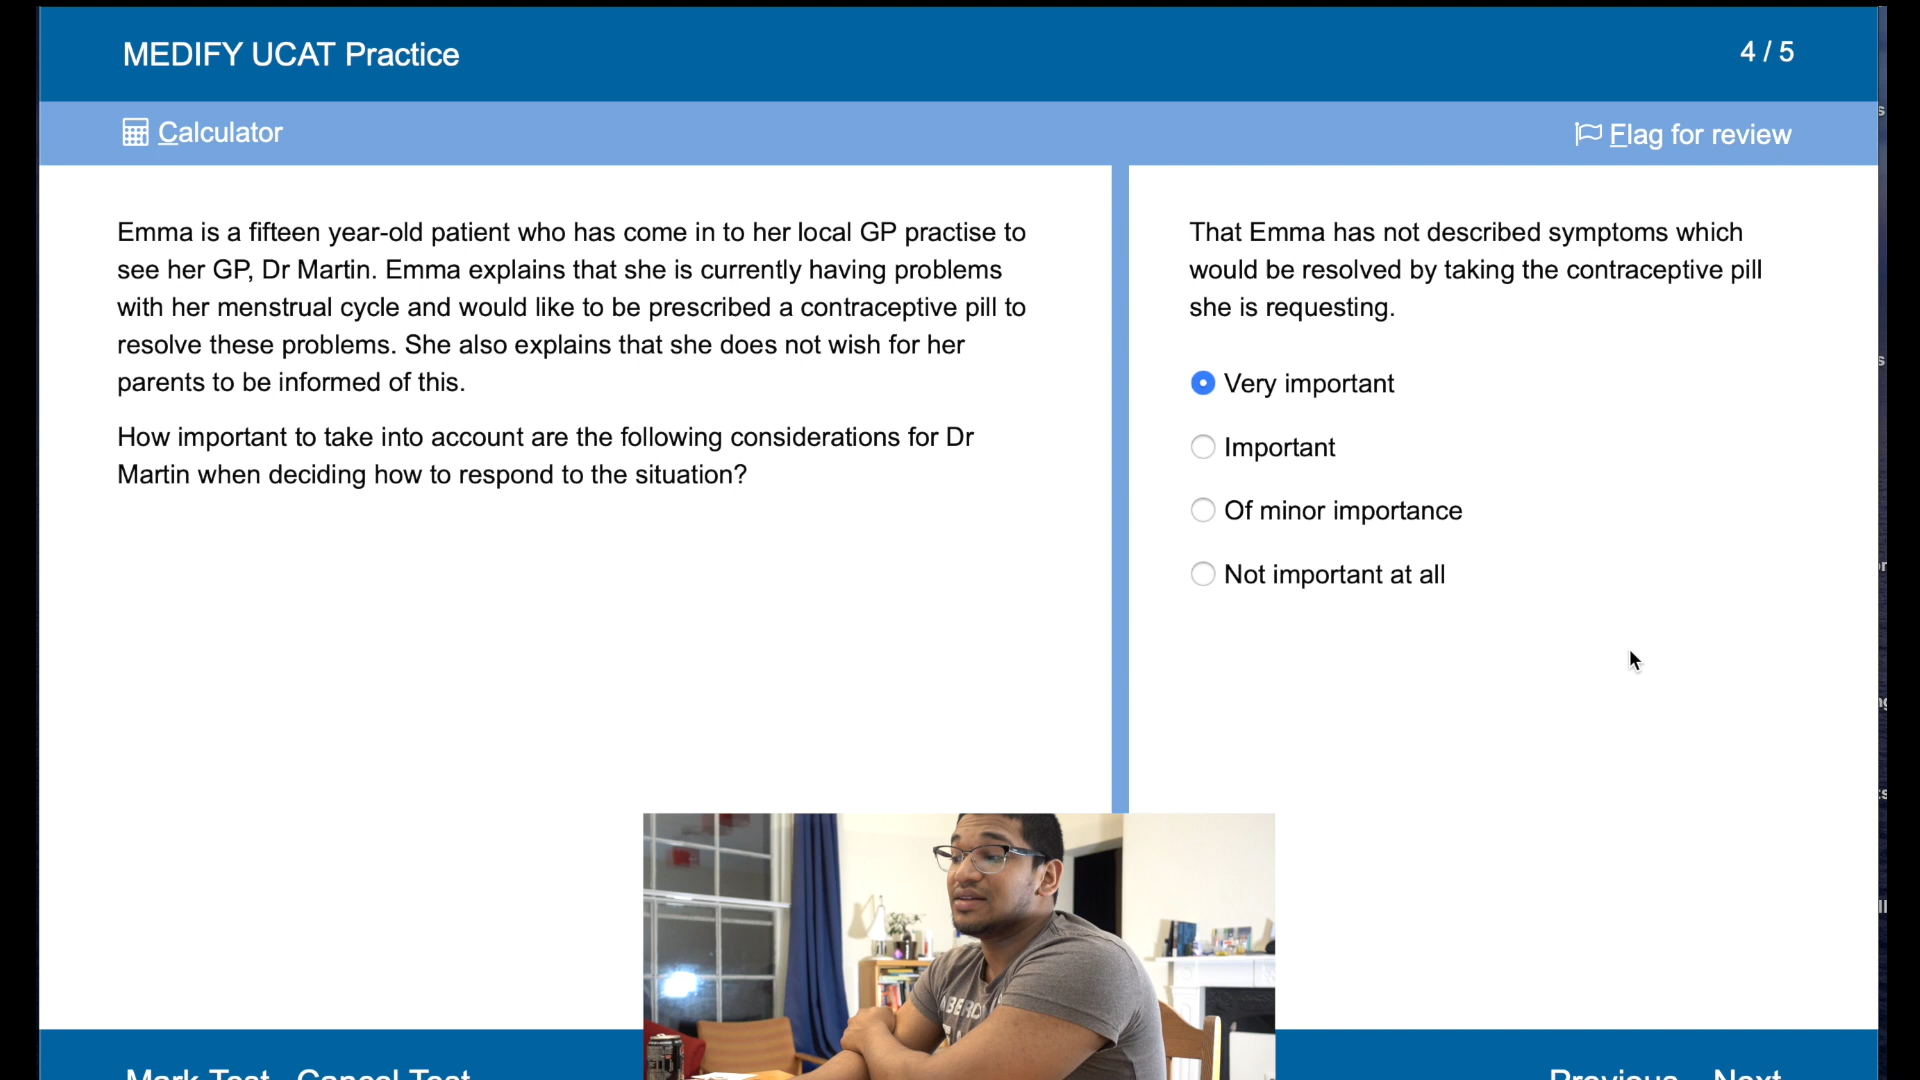 MEDIFY UCAT Practice
4 / 5
Calculator
Flag for review
Emma is a fifteen year-old patient who has come in to her local GP practise to
see her GP, Dr Martin. Emma explains that she is currently having problems
with her menstrual cycle and would like to be prescribed a contraceptive pill to
resolve these problems. She also explains that she does not wish for her
parents to be informed of this.
How important to take into account are the following considerations for Dr
Martin when deciding how to respond to the situation?
That Emma has not described symptoms which
would be resolved by taking the contraceptive pill
she is requesting.
Very important
Important
Of minor importance
Not important at all
Mark Test
Cancel Test
Previous
Next